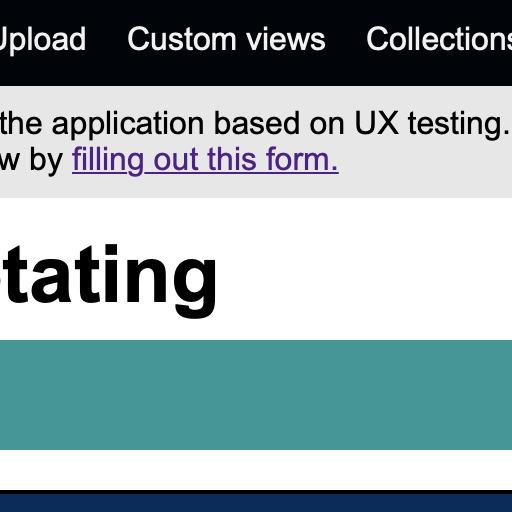 Upload Custom views Collections
the application based on UX testing.
w by filling out this form.
tating